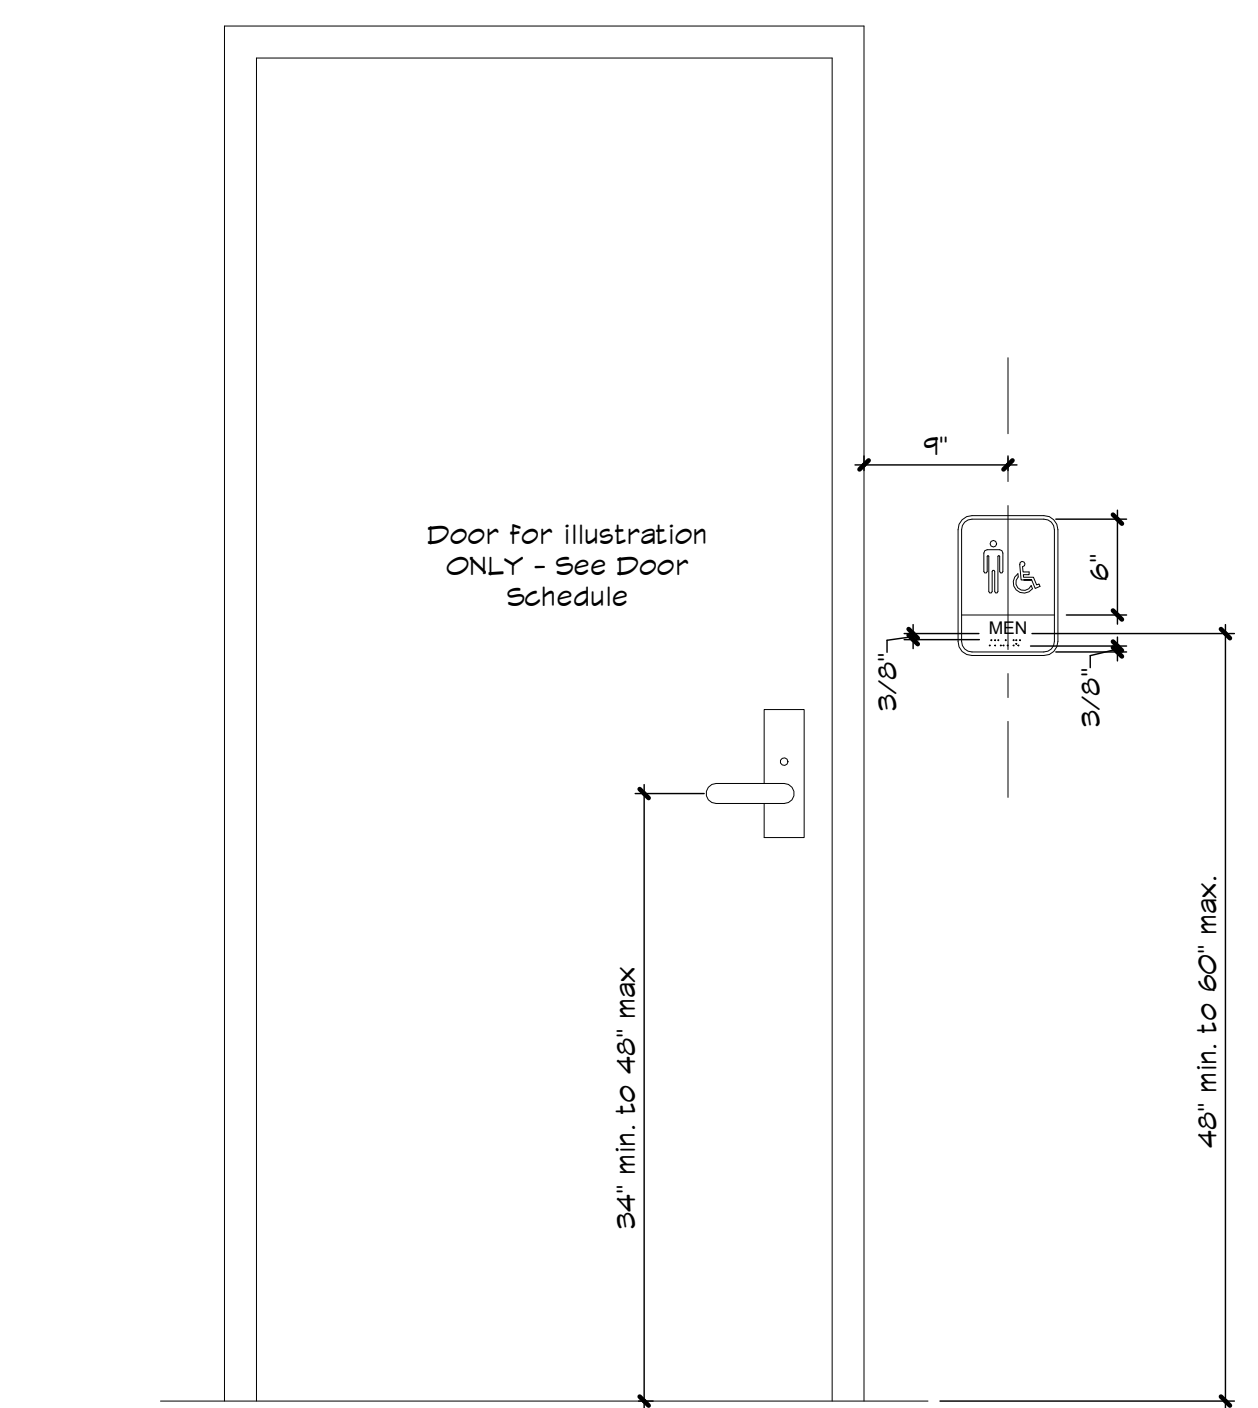 9"
Door for illustration
ONLY - See Door
Schedule
6"
MEN
3/8"
3/8"
34" min. to 48" max
48" min. to 60" max.